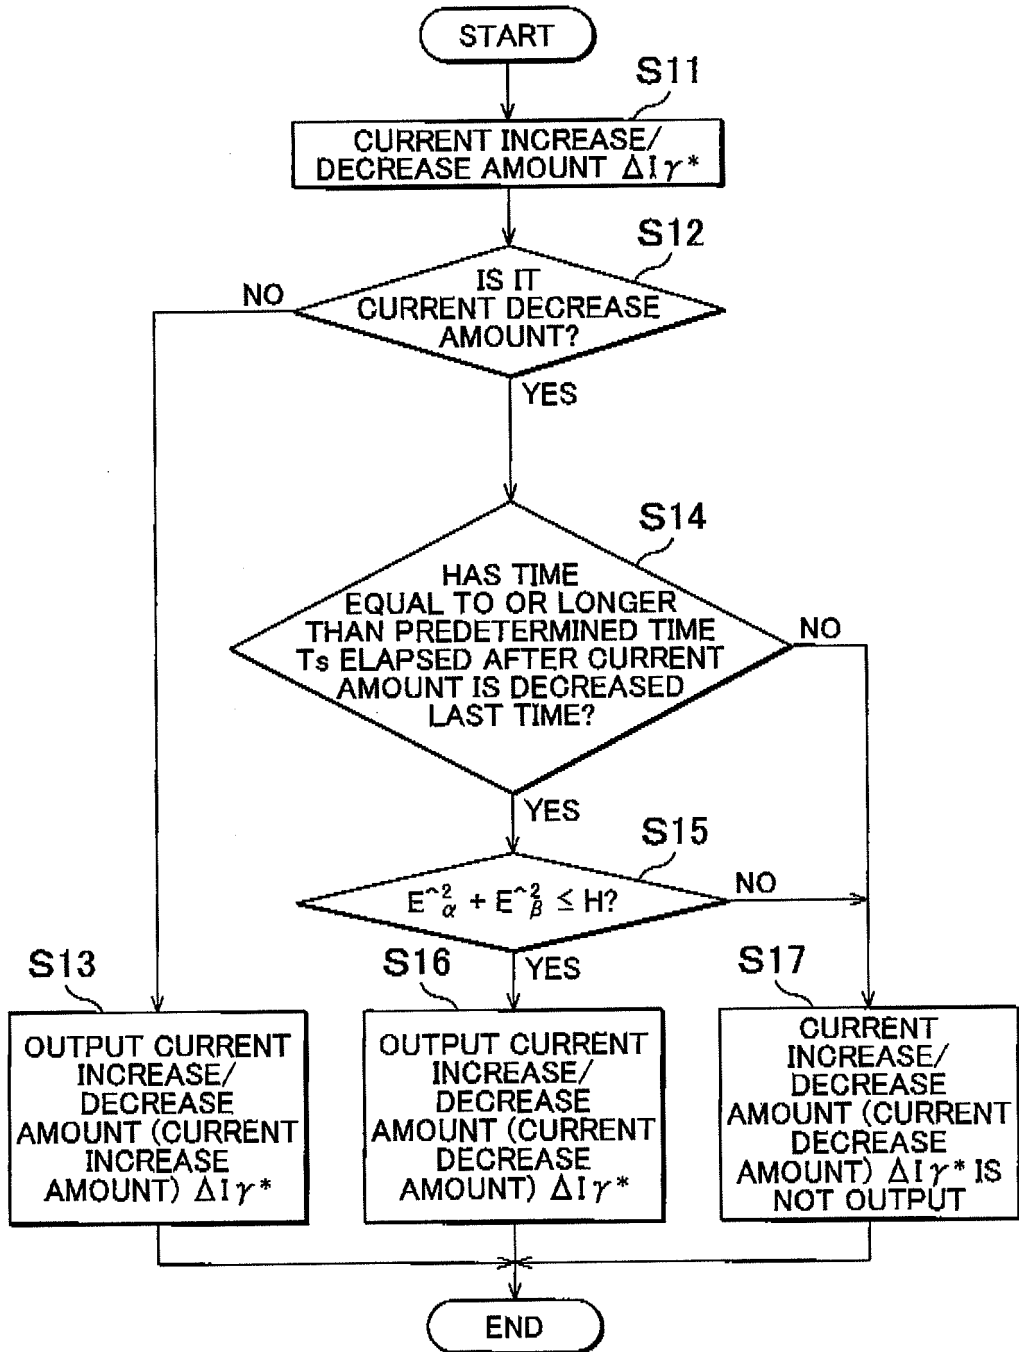 START
S11
CURRENT INCREASE/
DECREASE AMOUNT ΔIγ*
S12
IS IT
CURRENT DECREASE
AMOUNT?
NO
YES
S14
HAS TIME
EQUAL TO OR LONGER
THAN PREDETERMINED TIME
Ts ELAPSED AFTER CURRENT
AMOUNT IS DECREASED
LAST TIME?
NO
YES
S15
E^²α + E^²β ≤ H?
NO
YES
S13
OUTPUT CURRENT
INCREASE/
DECREASE
AMOUNT (CURRENT
INCREASE
AMOUNT) ΔIγ*
S16
OUTPUT CURRENT
INCREASE/
DECREASE
AMOUNT (CURRENT
DECREASE
AMOUNT) ΔIγ*
S17
CURRENT
INCREASE/
DECREASE
AMOUNT (CURRENT
DECREASE
AMOUNT) ΔIγ* IS
NOT OUTPUT
END